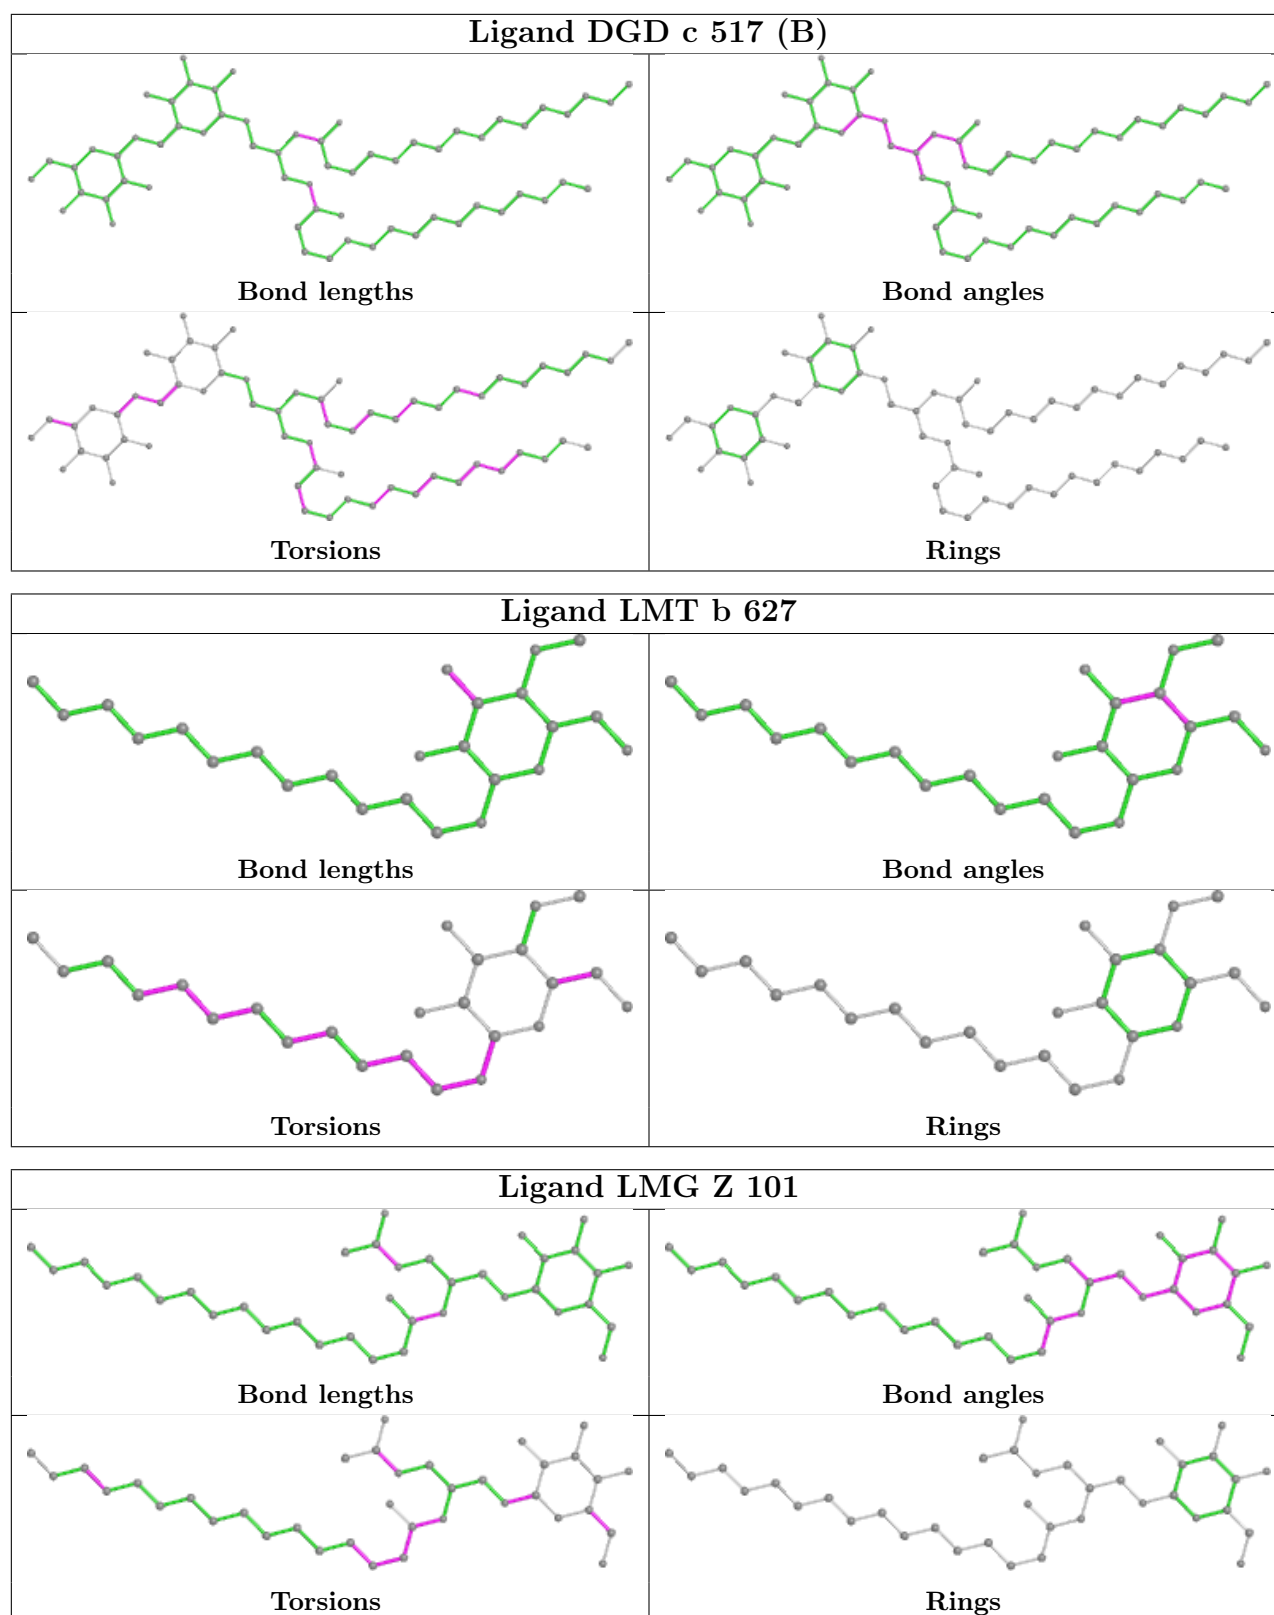 Ligand DGD c 517 (B)
Bond lengths
Bond angles
Torsions
Rings
Ligand LMT b 627
Bond lengths
Bond angles
Torsions
Rings
Ligand LMG Z 101
Bond lengths
Bond angles
Torsions
Rings